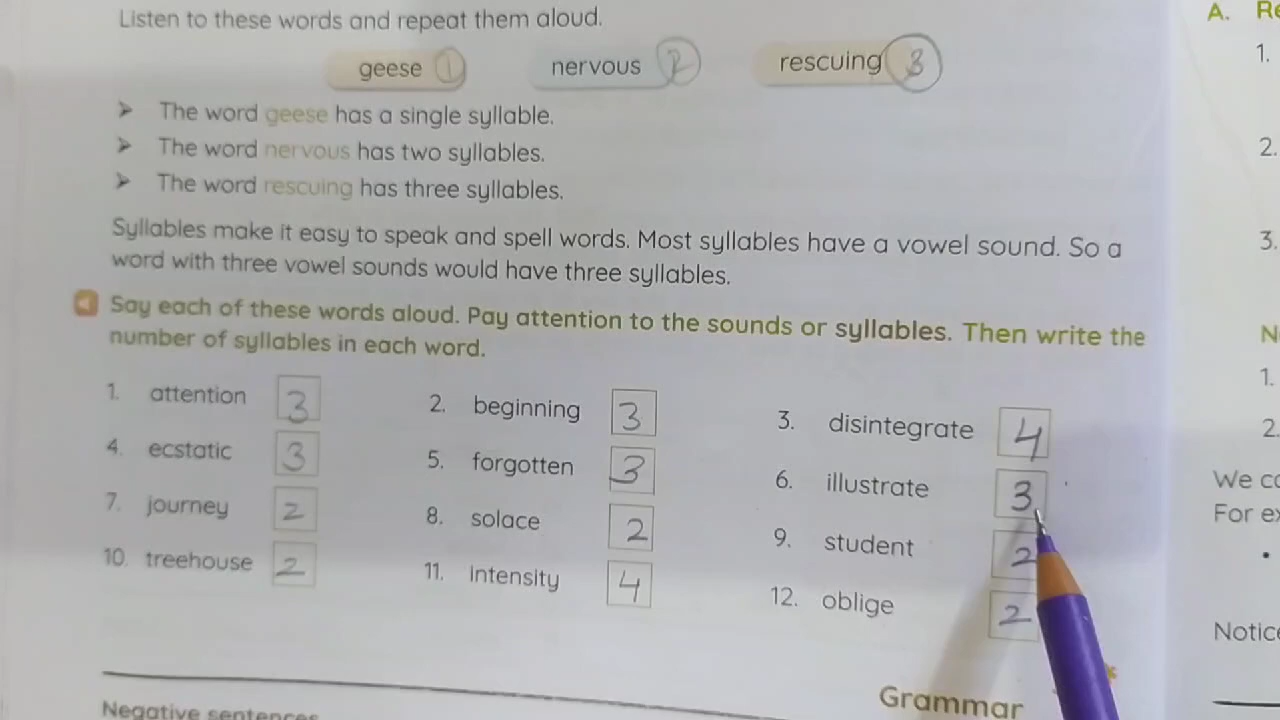 Listen to these words and repeat them aloud.
geese 1 nervous 2 rescuing 3
➤ The word geese has a single syllable.
➤ The word nervous has two syllables.
➤ The word rescuing has three syllables.
Syllables make it easy to speak and spell words. Most syllables have a vowel sound. So a
word with three vowel sounds would have three syllables.
Say each of these words aloud. Pay attention to the sounds or syllables. Then write the
number of syllables in each word.
1. attention 3 2. beginning 3 3. disintegrate 4
4. ecstatic 3 5. forgotten 3 6. illustrate 3
7. journey 2 8. solace 2 9. student 2
10. treehouse 2 11. intensity 4 12. oblige 2
Grammar
Negative sentences
A.
1.
2.
3.
1.
2.
We
For
•